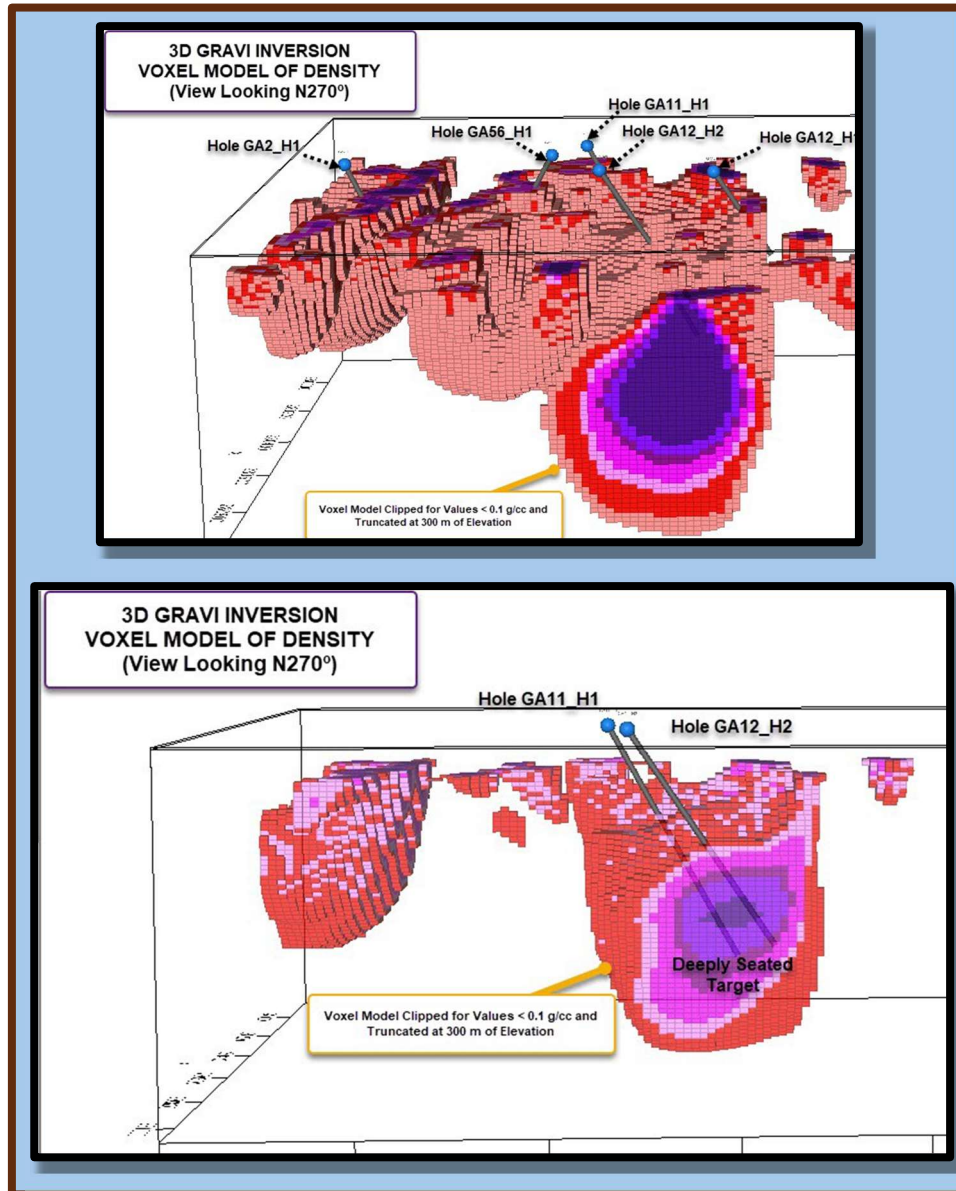 3D GRAVI INVERSION
VOXEL MODEL OF DENSITY
(View Looking N270º)
Hole GA11_H1
Hole GA56_H1
Hole GA12_H2
Hole GA2_H1
Hole GA12_H1
Voxel Model Clipped for Values < 0.1 g/cc and
Truncated at 300 m of Elevation
3D GRAVI INVERSION
VOXEL MODEL OF DENSITY
(View Looking N270º)
Hole GA11_H1
Hole GA12_H2
Deeply Seated
Target
Voxel Model Clipped for Values < 0.1 g/cc and
Truncated at 300 m of Elevation